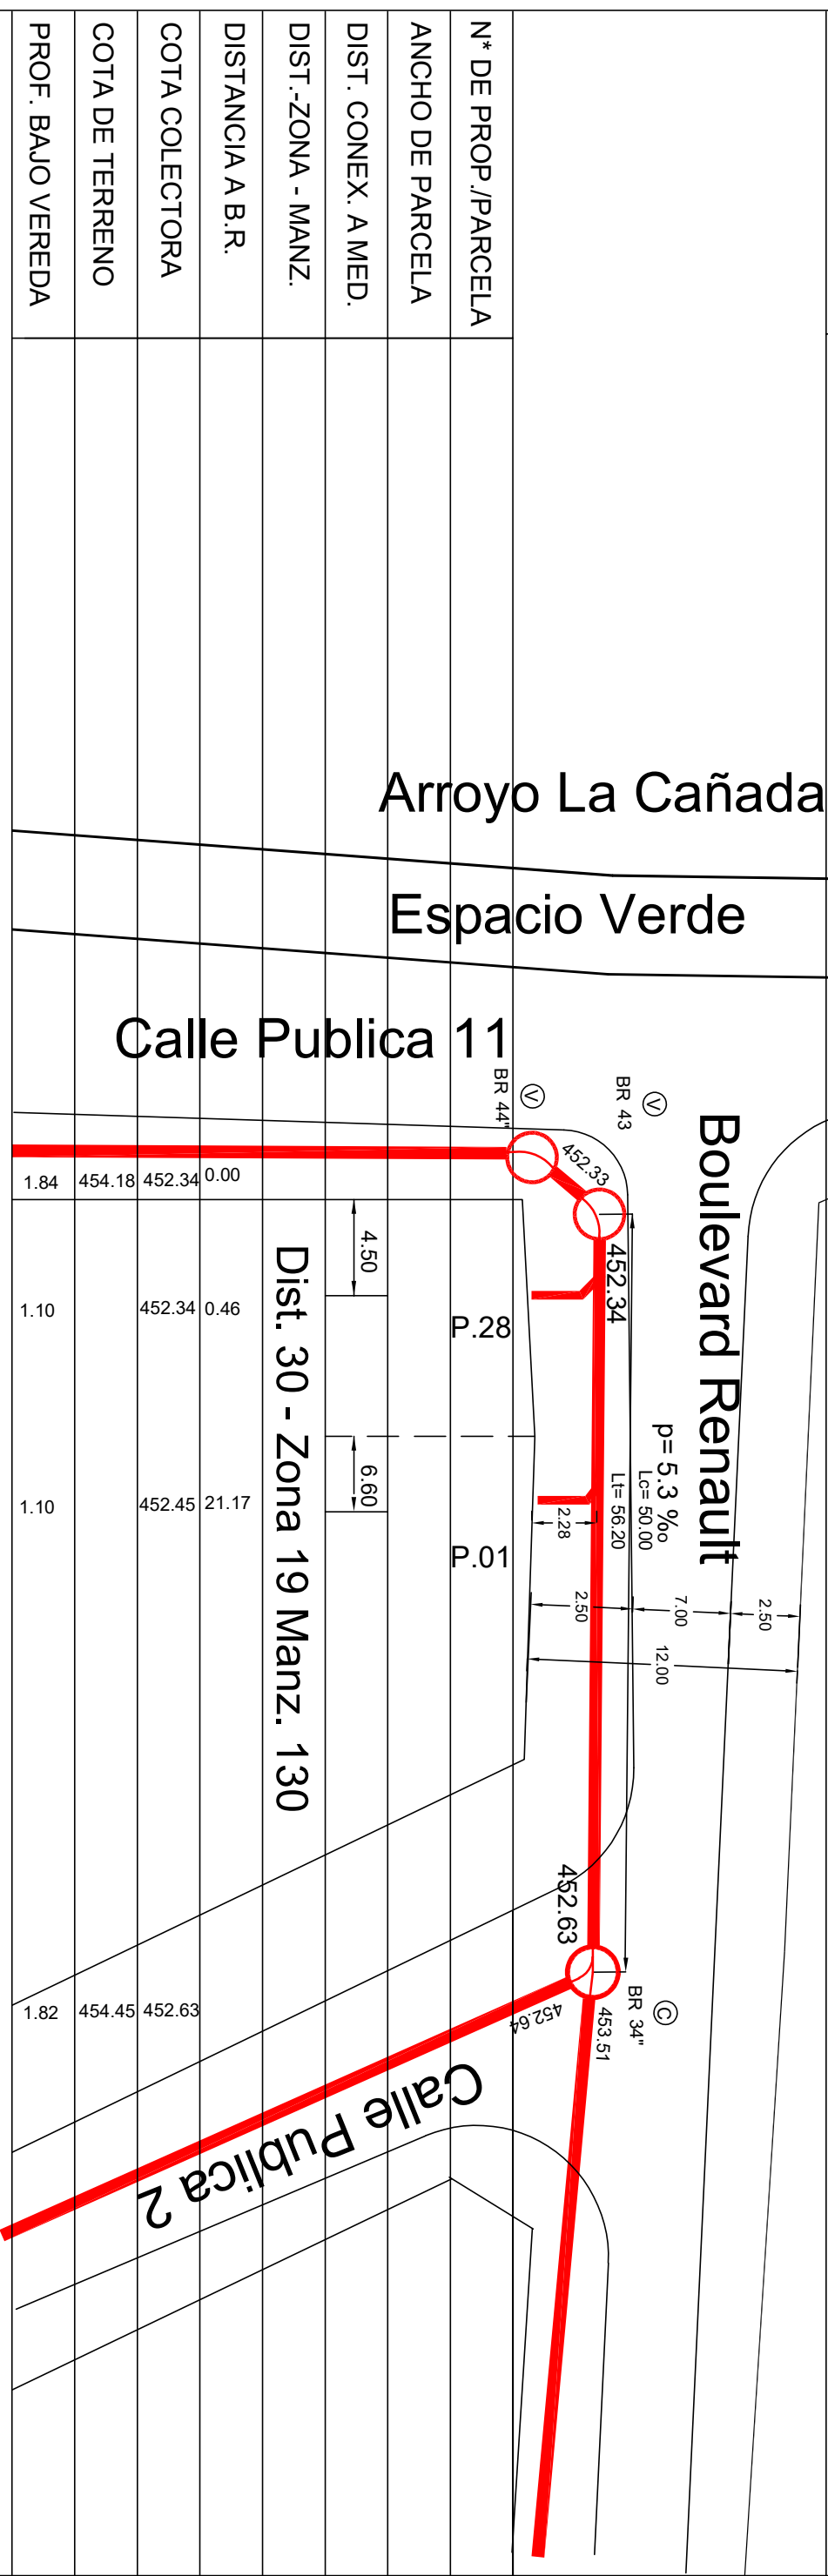 N* DE PROP./PARCELA
ANCHO DE PARCELA
DIST. CONEX. A MED.
DIST.-ZONA - MANZ.
DISTANCIA A B.R.
COTA COLECTORA
COTA DE TERRENO
PROF. BAJO VEREDA
Arroyo La Cañada
Espacio Verde
Calle Publica 11
BR 44"
V
BR 43
V
Boulevard Renault
452.33
452.34
p= 5.3 ‰
Lc= 50.00
Lt= 56.20
2.28
2.50
7.00
2.50
12.00
1.84
454.18
452.34
0.00
4.50
P.28
1.10
452.34
0.46
Dist. 30 - Zona 19 Manz. 130
6.60
P.01
1.10
452.45
21.17
452.63
1.82
454.45
452.63
452.64
453.51
BR 34"
C
Calle Publica 2